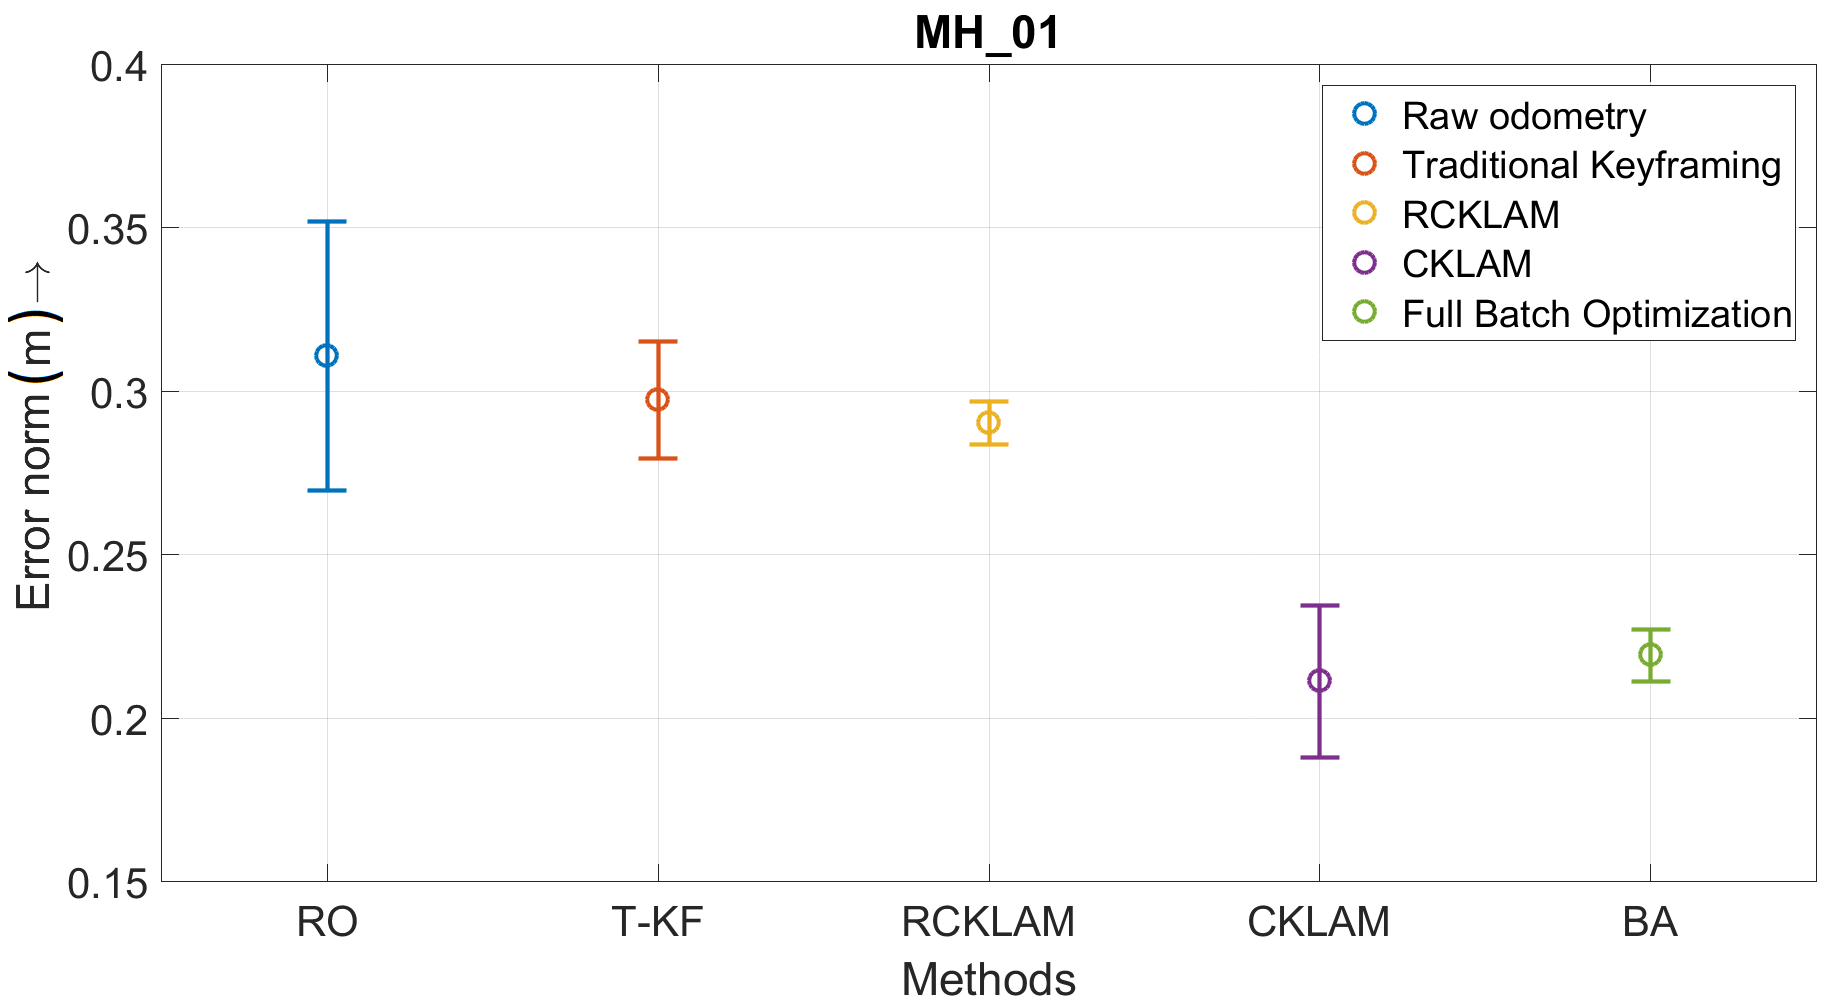 MH_01
0.4
0.35
0.3
0.25
0.2
0.15
Error norm (m)→
Raw odometry
Traditional Keyframing
RCKLAM
CKLAM
Full Batch Optimization
RO T-KF RCKLAM CKLAM BA
Methods